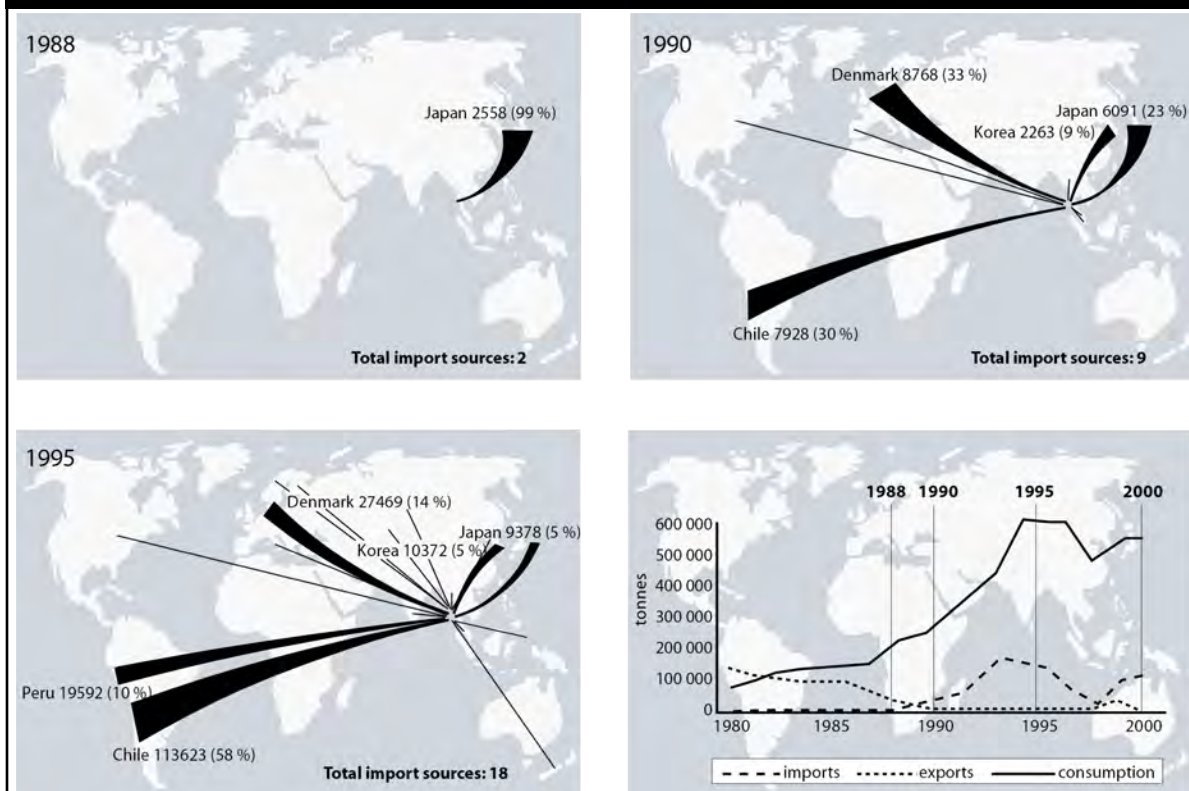 1988
Japan 2558 (99 %)
Total import sources: 2
1990
Denmark 8768 (33 %)
Japan 6091 (23 %)
Korea 2263 (9 %)
Chile 7928 (30 %)
Total import sources: 9
1995
Denmark 27469 (14 %)
Japan 9378 (5 %)
Korea 10372 (5 %)
Peru 19592 (10 %)
Chile 113623 (58 %)
Total import sources: 18
1988 1990 1995 2000
tonnes
600 000
500 000
400 000
300 000
200 000
100 000
0
1980 1985 1990 1995 2000
imports exports consumption